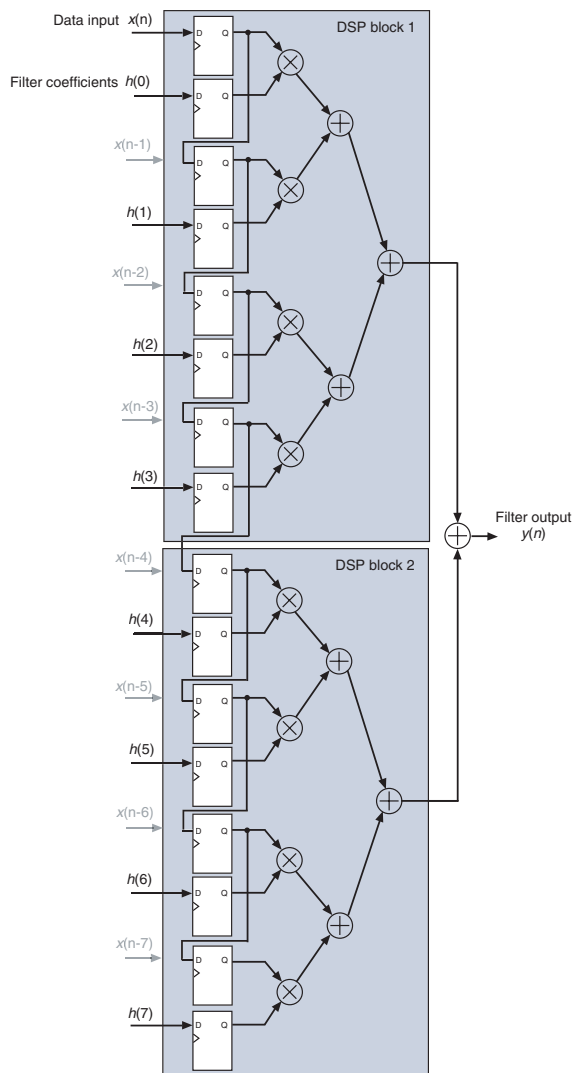 Data input x(n)
DSP block 1
D Q
Filter coefficients h(0)
D Q
x(n-1)
D Q
h(1)
D Q
x(n-2)
D Q
h(2)
D Q
x(n-3)
D Q
h(3)
D Q
Filter output
y(n)
DSP block 2
x(n-4)
D Q
h(4)
D Q
x(n-5)
D Q
h(5)
D Q
x(n-6)
D Q
h(6)
D Q
x(n-7)
D Q
h(7)
D Q